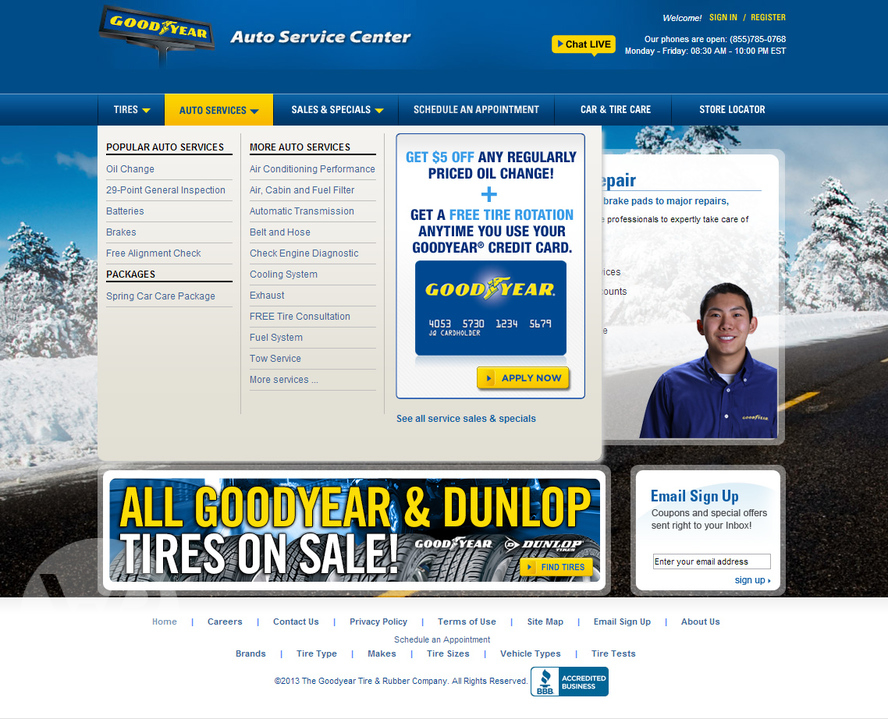 GOODYEAR
Auto Service Center
Welcome! SIGN IN / REGISTER
Chat LIVE
Our phones are open: (855)785-0768
Monday - Friday: 08:30 AM - 10:00 PM EST
TIRES
AUTO SERVICES
SALES & SPECIALS
SCHEDULE AN APPOINTMENT
CAR & TIRE CARE
STORE LOCATOR
POPULAR AUTO SERVICES
Oil Change
29-Point General Inspection
Batteries
Brakes
Free Alignment Check
PACKAGES
Spring Car Care Package
MORE AUTO SERVICES
Air Conditioning Performance
Air, Cabin and Fuel Filter
Automatic Transmission
Belt and Hose
Check Engine Diagnostic
Cooling System
Exhaust
FREE Tire Consultation
Fuel System
Tow Service
More services ...
GET $5 OFF ANY REGULARLY
PRICED OIL CHANGE!
+
GET A FREE TIRE ROTATION
ANYTIME YOU USE YOUR
GOODYEAR® CREDIT CARD.
GOODYEAR.
4053 5730 1234 5679
JQ CARDHOLDER
APPLY NOW
See all service sales & specials
epair
brake pads to major repairs,
e professionals to expertly take care of
ices
ounts
e
GOODYEAR
ALL GOODYEAR & DUNLOP
TIRES ON SALE!
GOODYEAR
DUNLOP
TIRES
FIND TIRES
Email Sign Up
Coupons and special offers
sent right to your Inbox!
Enter your email address
sign up
Home | Careers | Contact Us | Privacy Policy | Terms of Use | Site Map | Email Sign Up | About Us
Schedule an Appointment
Brands | Tire Type | Makes | Tire Sizes | Vehicle Types | Tire Tests
©2013 The Goodyear Tire & Rubber Company. All Rights Reserved.
BBB
ACCREDITED
BUSINESS